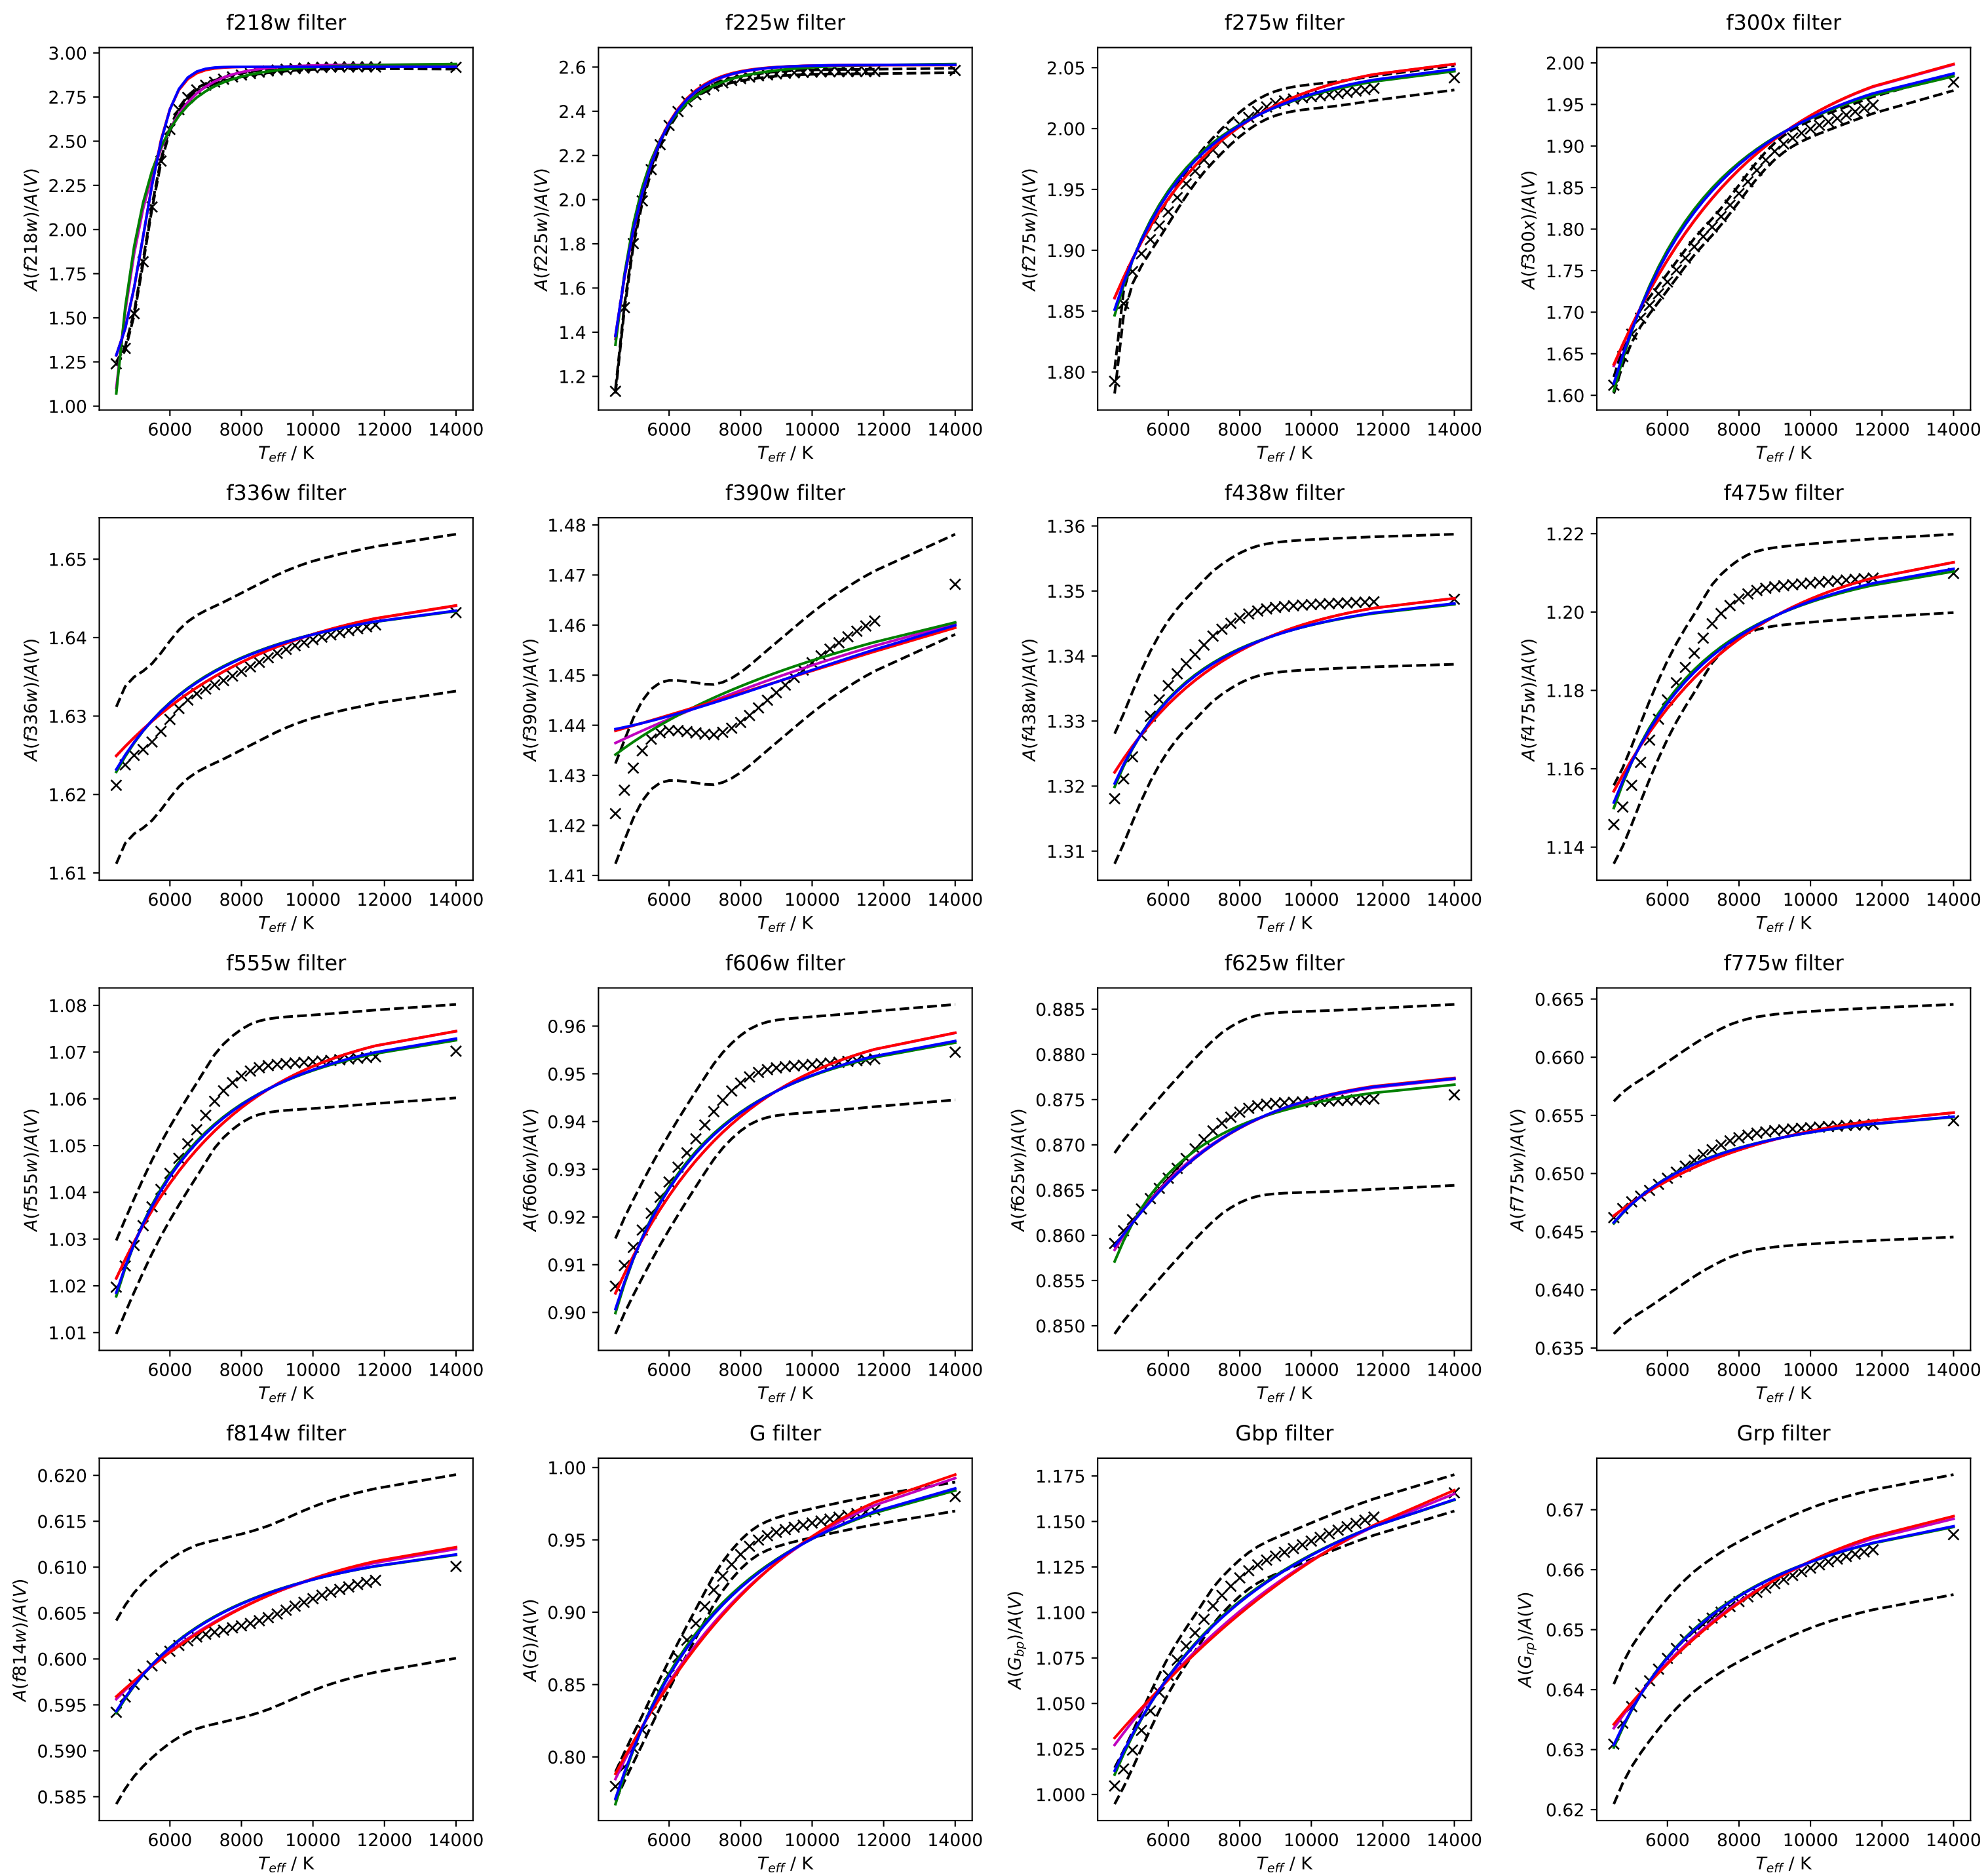 f218w filter
f225w filter
f275w filter
f300x filter
A(f218w)/A(V)
3.00
2.75
2.50
2.25
2.00
1.75
1.50
1.25
1.00
6000 8000 10000 12000 14000
T_eff / K
A(f225w)/A(V)
2.6
2.4
2.2
2.0
1.8
1.6
1.4
1.2
6000 8000 10000 12000 14000
T_eff / K
A(f275w)/A(V)
2.05
2.00
1.95
1.90
1.85
1.80
6000 8000 10000 12000 14000
T_eff / K
A(f300x)/A(V)
2.00
1.95
1.90
1.85
1.80
1.75
1.70
1.65
1.60
6000 8000 10000 12000 14000
T_eff / K
f336w filter
f390w filter
f438w filter
f475w filter
A(f336w)/A(V)
1.65
1.64
1.63
1.62
1.61
6000 8000 10000 12000 14000
T_eff / K
A(f390w)/A(V)
1.48
1.47
1.46
1.45
1.44
1.43
1.42
1.41
6000 8000 10000 12000 14000
T_eff / K
A(f438w)/A(V)
1.36
1.35
1.34
1.33
1.32
1.31
6000 8000 10000 12000 14000
T_eff / K
A(f475w)/A(V)
1.22
1.20
1.18
1.16
1.14
6000 8000 10000 12000 14000
T_eff / K
f555w filter
f606w filter
f625w filter
f775w filter
A(f555w)/A(V)
1.08
1.07
1.06
1.05
1.04
1.03
1.02
1.01
6000 8000 10000 12000 14000
T_eff / K
A(f606w)/A(V)
0.96
0.95
0.94
0.93
0.92
0.91
0.90
6000 8000 10000 12000 14000
T_eff / K
A(f625w)/A(V)
0.885
0.880
0.875
0.870
0.865
0.860
0.855
0.850
6000 8000 10000 12000 14000
T_eff / K
A(f775w)/A(V)
0.665
0.660
0.655
0.650
0.645
0.640
0.635
6000 8000 10000 12000 14000
T_eff / K
f814w filter
G filter
Gbp filter
Grp filter
A(f814w)/A(V)
0.620
0.615
0.610
0.605
0.600
0.595
0.590
0.585
6000 8000 10000 12000 14000
T_eff / K
A(G)/A(V)
1.00
0.95
0.90
0.85
0.80
6000 8000 10000 12000 14000
T_eff / K
A(G_bp)/A(V)
1.175
1.150
1.125
1.100
1.075
1.050
1.025
1.000
6000 8000 10000 12000 14000
T_eff / K
A(G_rp)/A(V)
0.67
0.66
0.65
0.64
0.63
0.62
6000 8000 10000 12000 14000
T_eff / K